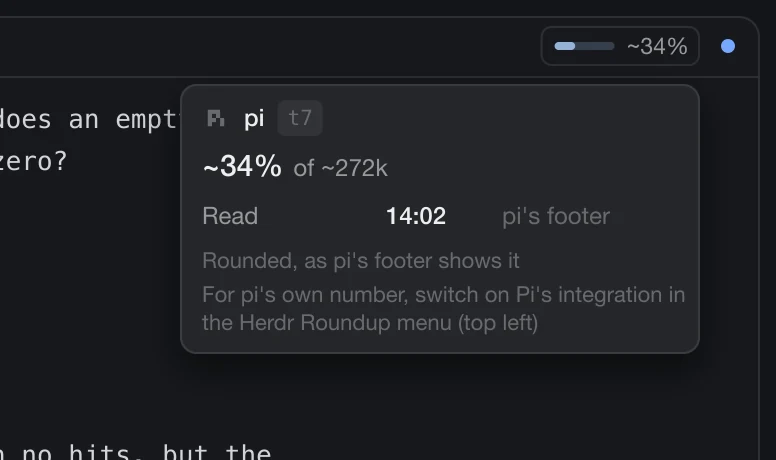 ~34%
does an empt
zero?
pi t7
~34% of ~272k
Read 14:02 pi's footer
Rounded, as pi's footer shows it
For pi's own number, switch on Pi's integration in
the Herdr Roundup menu (top left)
no hits, but the